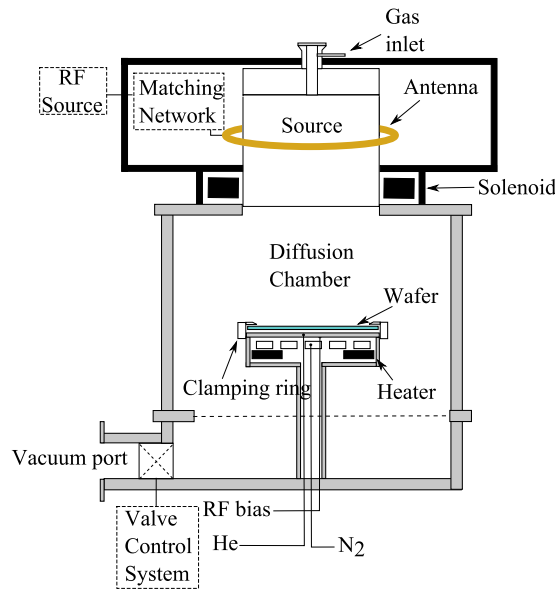 Gas
inlet
RF
Source
Matching
Network
Antenna
Source
Solenoid
Diffusion
Chamber
Wafer
Clamping ring
Heater
Vacuum port
RF bias
Valve
Control
System
He
N2